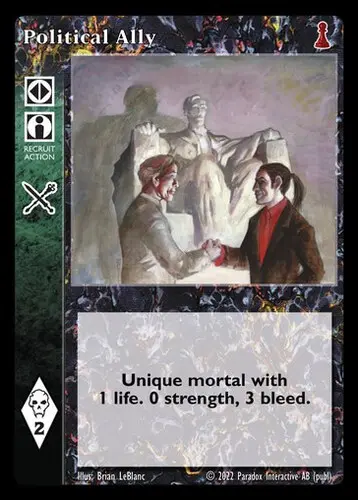 Political Ally
RECRUIT
ACTION
Unique mortal with
1 life. 0 strength, 3 bleed.
2
Illus: Brian LeBlanc © 2022 Paradox Interactive AB (publ)